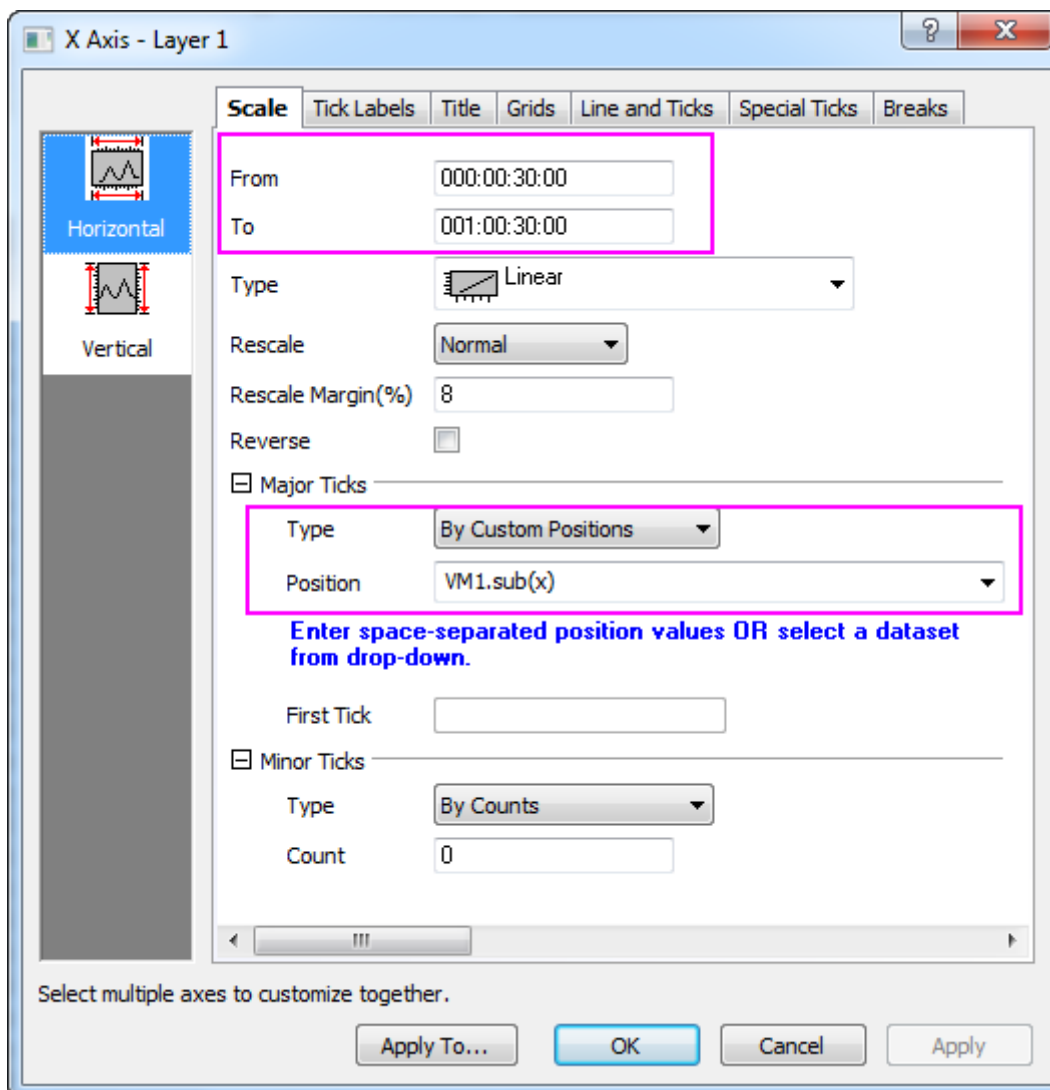 X Axis - Layer 1
Scale Tick Labels Title Grids Line and Ticks Special Ticks Breaks
Horizontal
Vertical
From 000:00:30:00
To 001:00:30:00
Type Linear
Rescale Normal
Rescale Margin(%) 8
Reverse
Major Ticks
Type By Custom Positions
Position VM1.sub(x)
Enter space-separated position values OR select a dataset
from drop-down.
First Tick
Minor Ticks
Type By Counts
Count 0
Select multiple axes to customize together.
Apply To... OK Cancel Apply